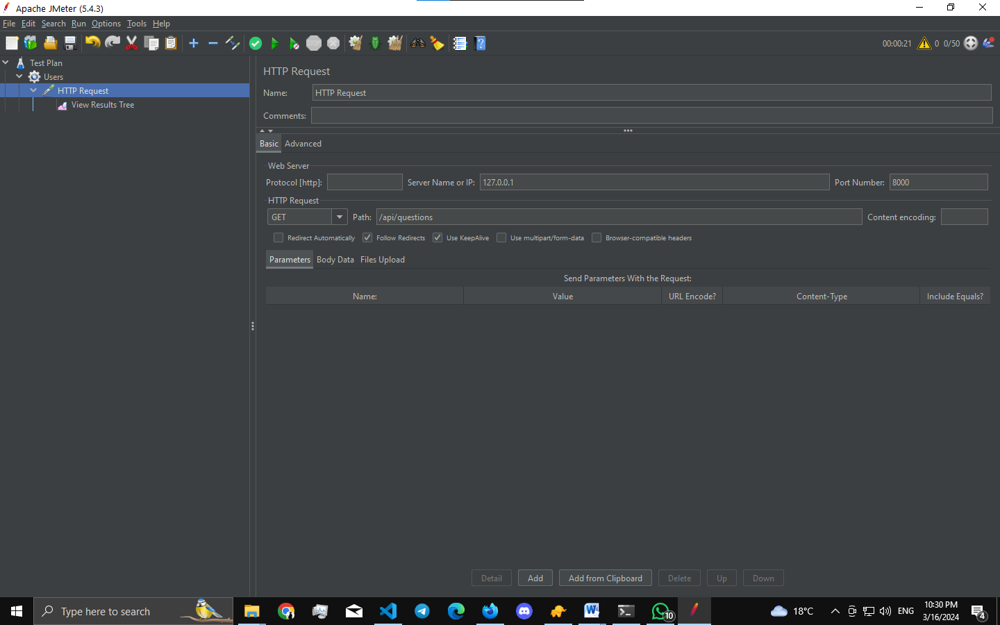 Apache JMeter (5.4.3)
File Edit Search Run Options Tools Help
STOP
00:00:21 0 0/50
Test Plan
Users
HTTP Request
View Results Tree
HTTP Request
Name: HTTP Request
Comments:
Basic Advanced
Web Server
Protocol [http]: Server Name or IP: 127.0.0.1 Port Number: 8000
HTTP Request
GET Path: /api/questions Content encoding:
Redirect Automatically Follow Redirects Use KeepAlive Use multipart/form-data Browser-compatible headers
Parameters Body Data Files Upload
Send Parameters With the Request:
Name: Value URL Encode? Content-Type Include Equals?
Detail Add Add from Clipboard Delete Up Down
Type here to search
10
18°C
ENG
10:30 PM
3/16/2024
4